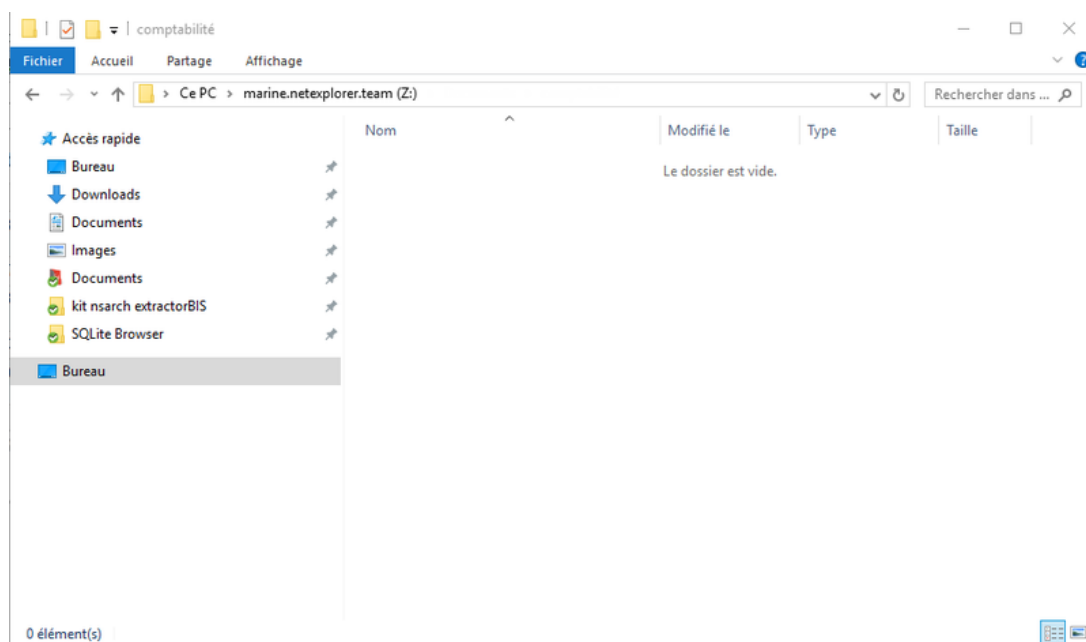 comptabilité
Fichier Accueil Partage Affichage
Ce PC > marine.netexplorer.team (Z:) Rechercher dans ...
Accès rapide
Nom Modifié le Type Taille
Bureau
Le dossier est vide.
Downloads
Documents
Images
Documents
kit nsarch extractorBIS
SQLite Browser
Bureau
0 élément(s)